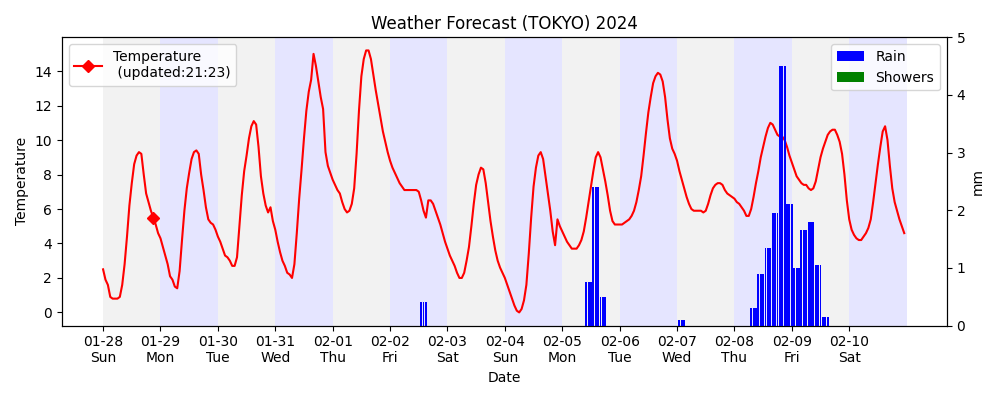 Weather Forecast (TOKYO) 2024
Temperature
(updated:21:23)
Rain
Showers
Temperature
14
12
10
8
6
4
2
0
5
4
3
2
1
0
mm
01-28 01-29 01-30 01-31 02-01 02-02 02-03 02-04 02-05 02-06 02-07 02-08 02-09 02-10
Sun Mon Tue Wed Thu Fri Sat Sun Mon Tue Wed Thu Fri Sat
Date